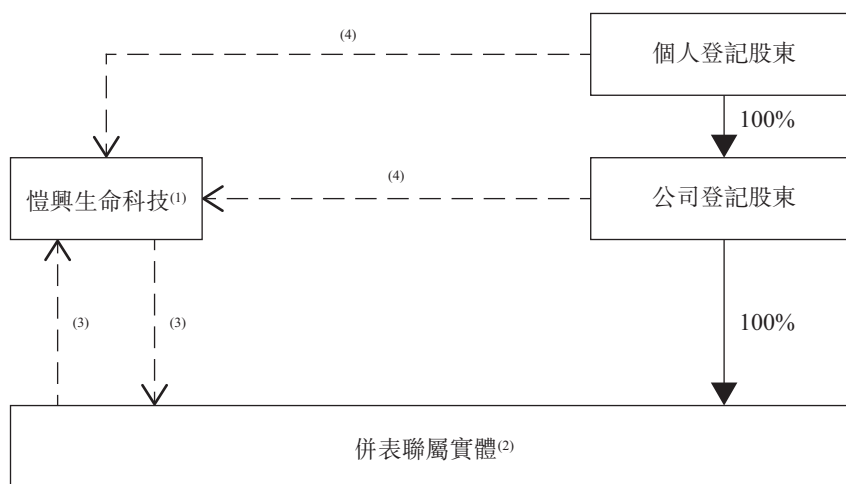 (4)
個人登記股東
100%
愷興生命科技(1)
(4)
公司登記股東
(3)
(3)
100%
併表聯屬實體(2)